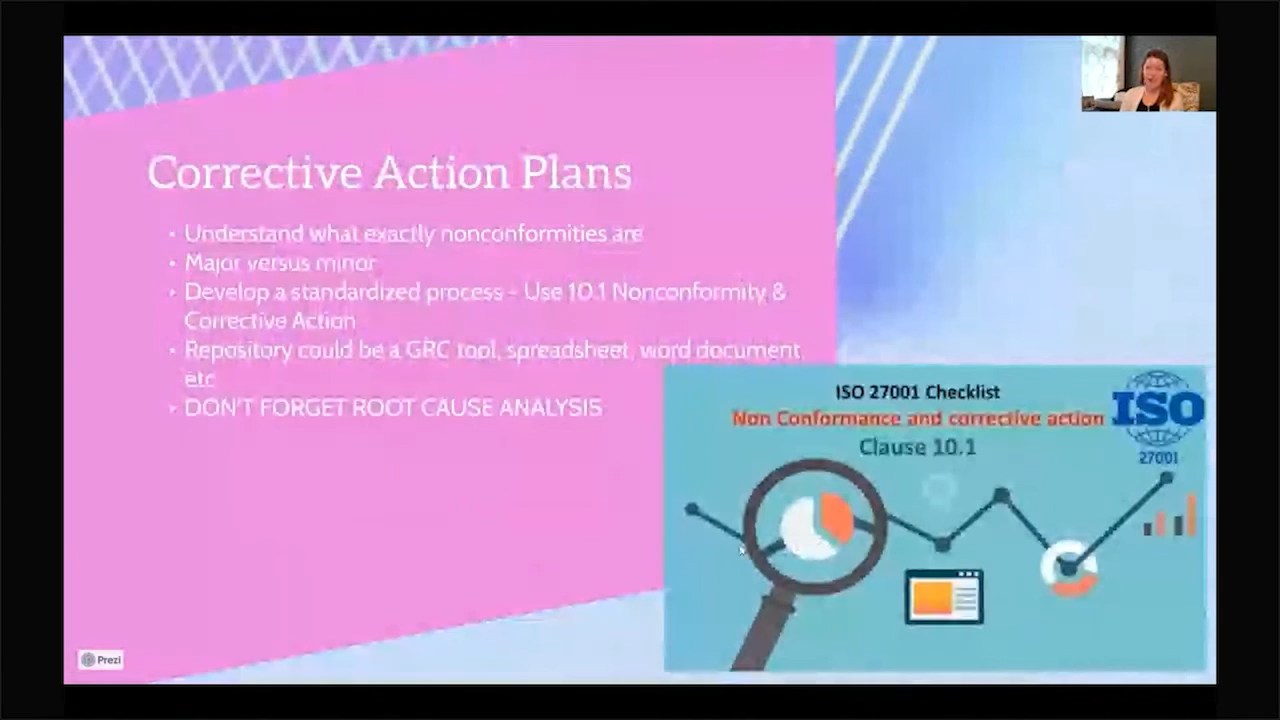 Corrective Action Plans
• Understand what exactly nonconformities are
• Major versus minor
• Develop a standardized process - Use 10.1 Nonconformity &
Corrective Action
• Repository could be a GRC tool, spreadsheet, word document
etc
• DON'T FORGET ROOT CAUSE ANALYSIS
ISO 27001 Checklist
Non Conformance and corrective action
Clause 10.1
ISO
27001
Prezi